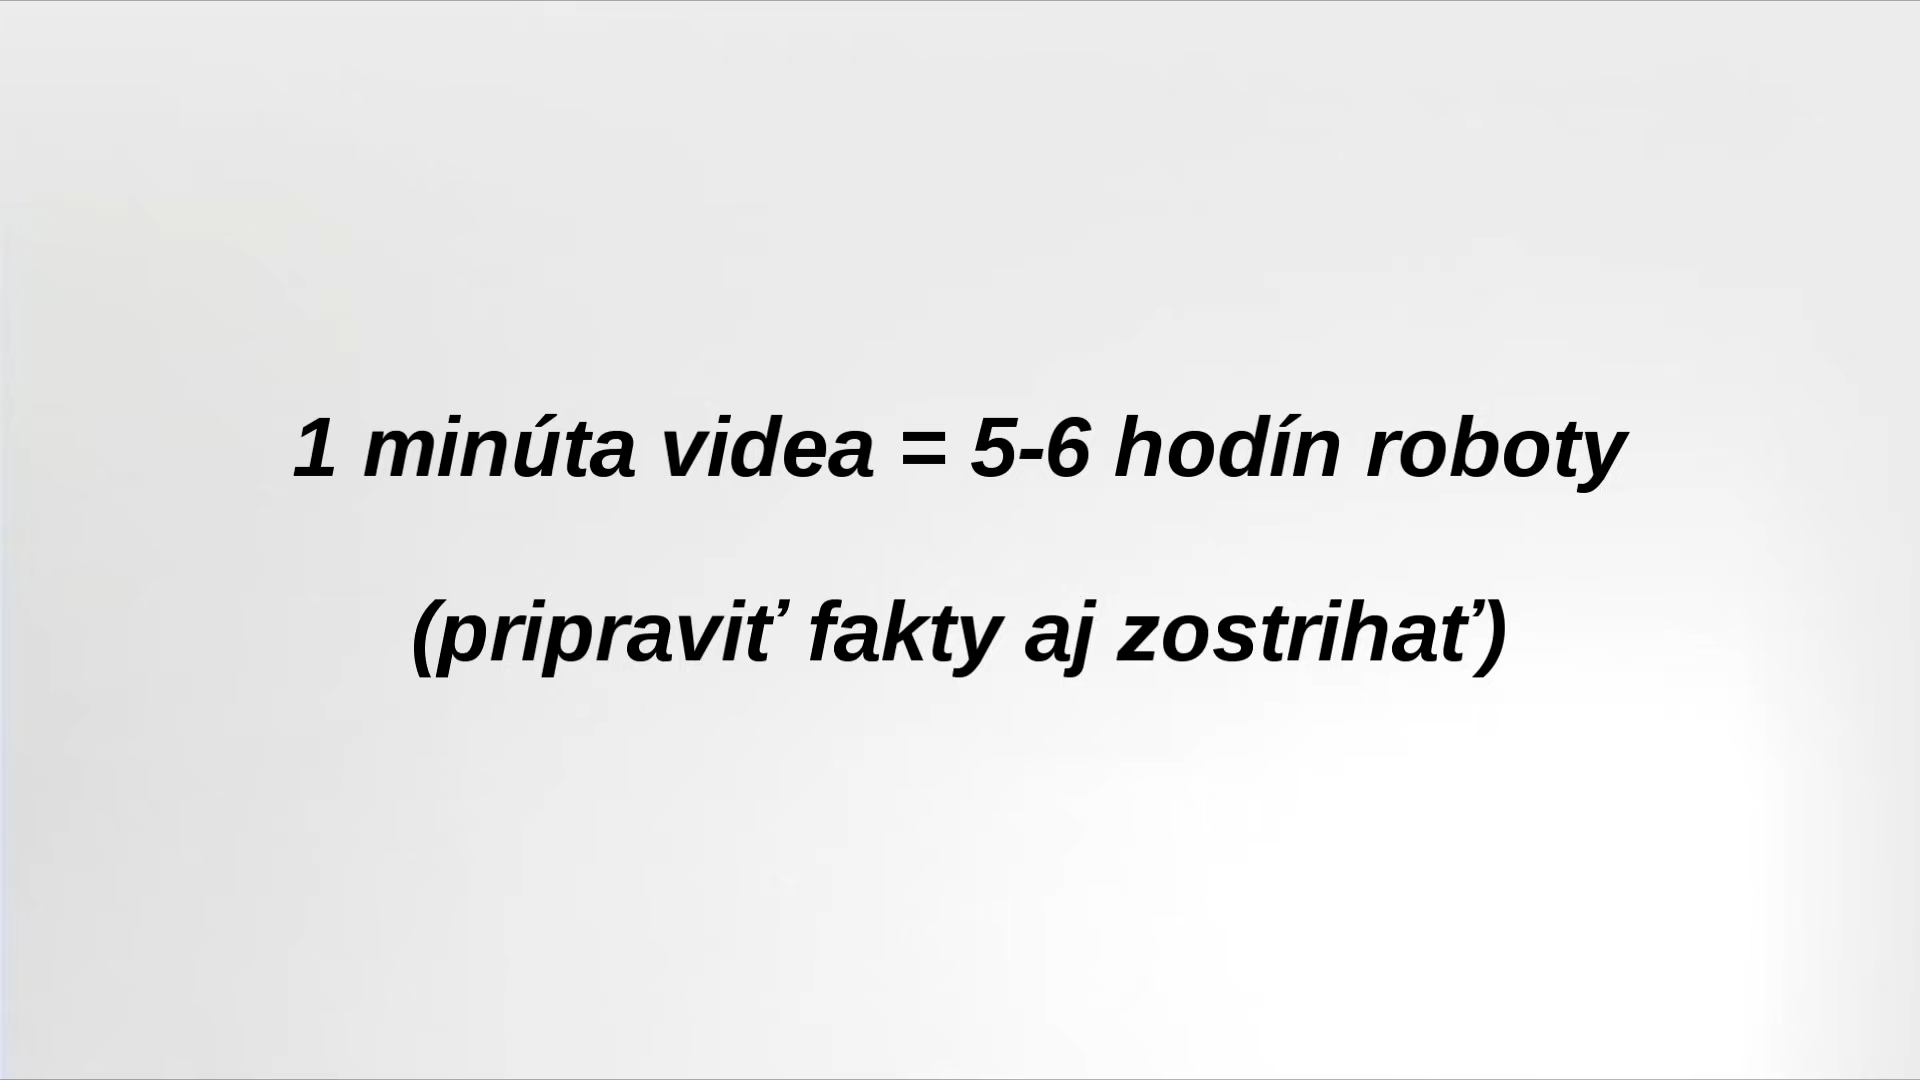 1 minúta videa = 5-6 hodín roboty
(pripraviť fakty aj zostrihať)